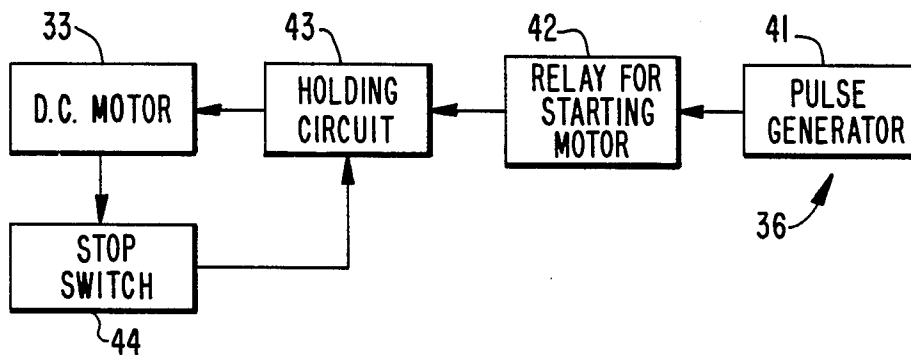 33
43
42
41
D.C. MOTOR
HOLDING
CIRCUIT
RELAY FOR
STARTING
MOTOR
PULSE
GENERATOR
36
STOP
SWITCH
44